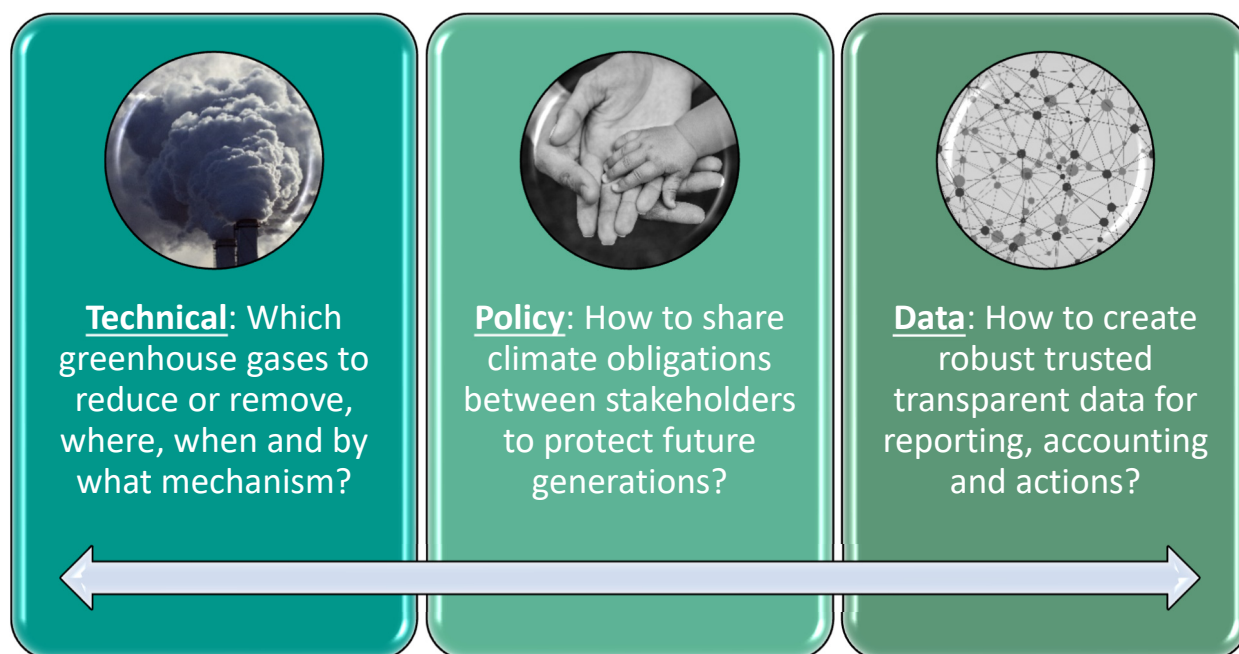 Technical: Which
greenhouse gases to
reduce or remove,
where, when and by
what mechanism?
Policy: How to share
climate obligations
between stakeholders
to protect future
generations?
Data: How to create
robust trusted
transparent data for
reporting, accounting
and actions?